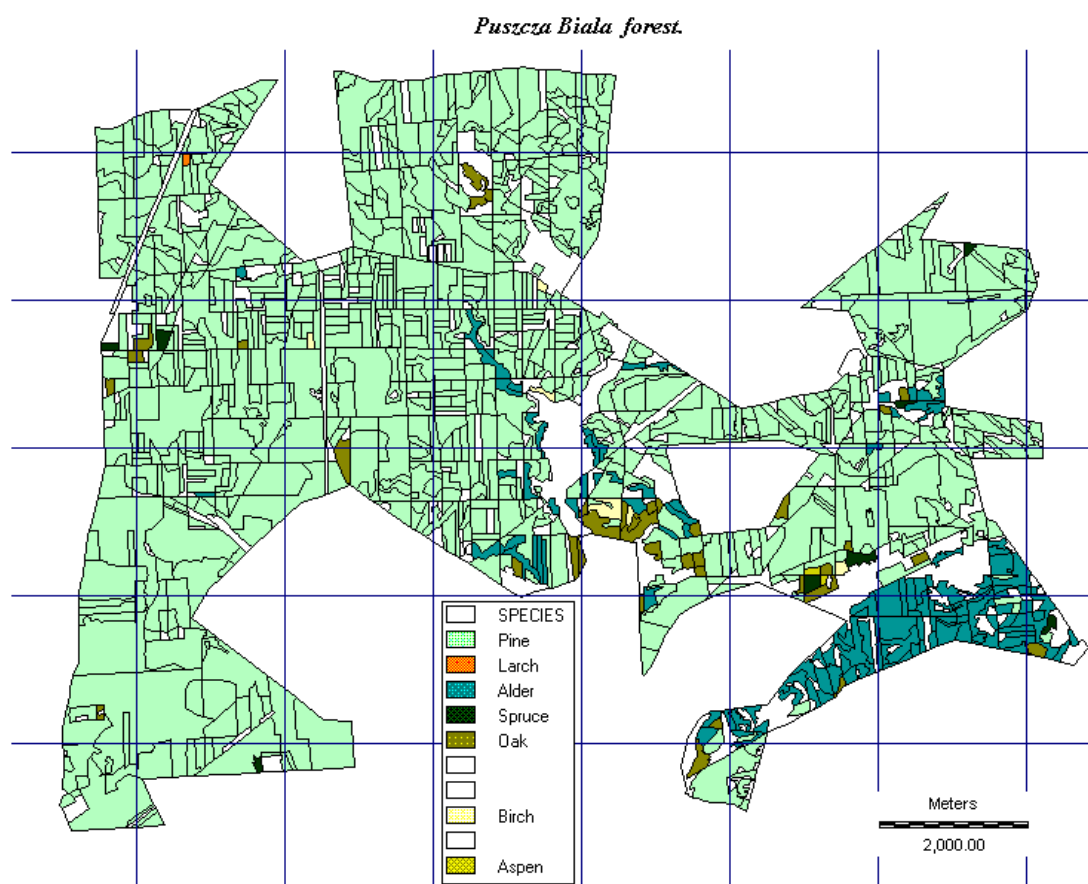 Puszcza Biala forest.
SPECIES
Pine
Larch
Alder
Spruce
Oak
Birch
Aspen
Meters
2,000.00